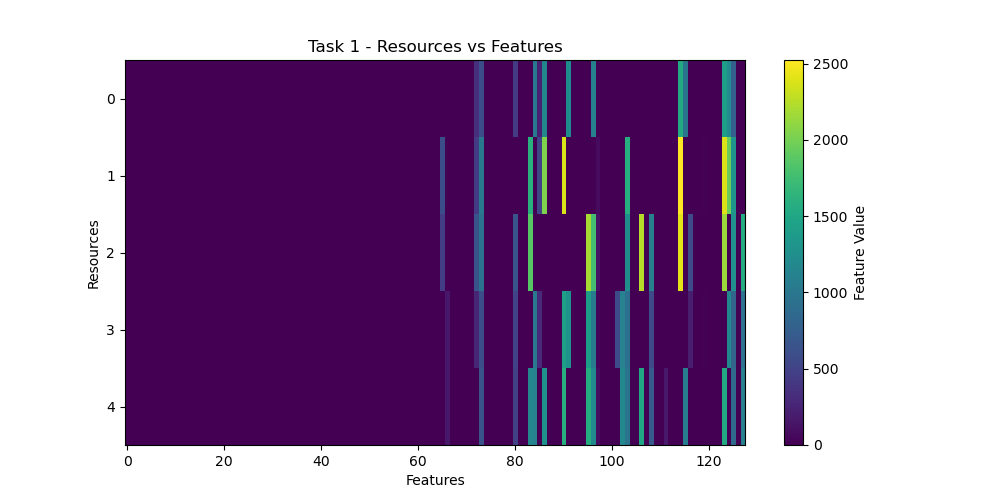 Task 1 - Resources vs Features
0
1
2
3
4
Resources
0 20 40 60 80 100 120
Features
2500
2000
1500
1000
500
0
Feature Value